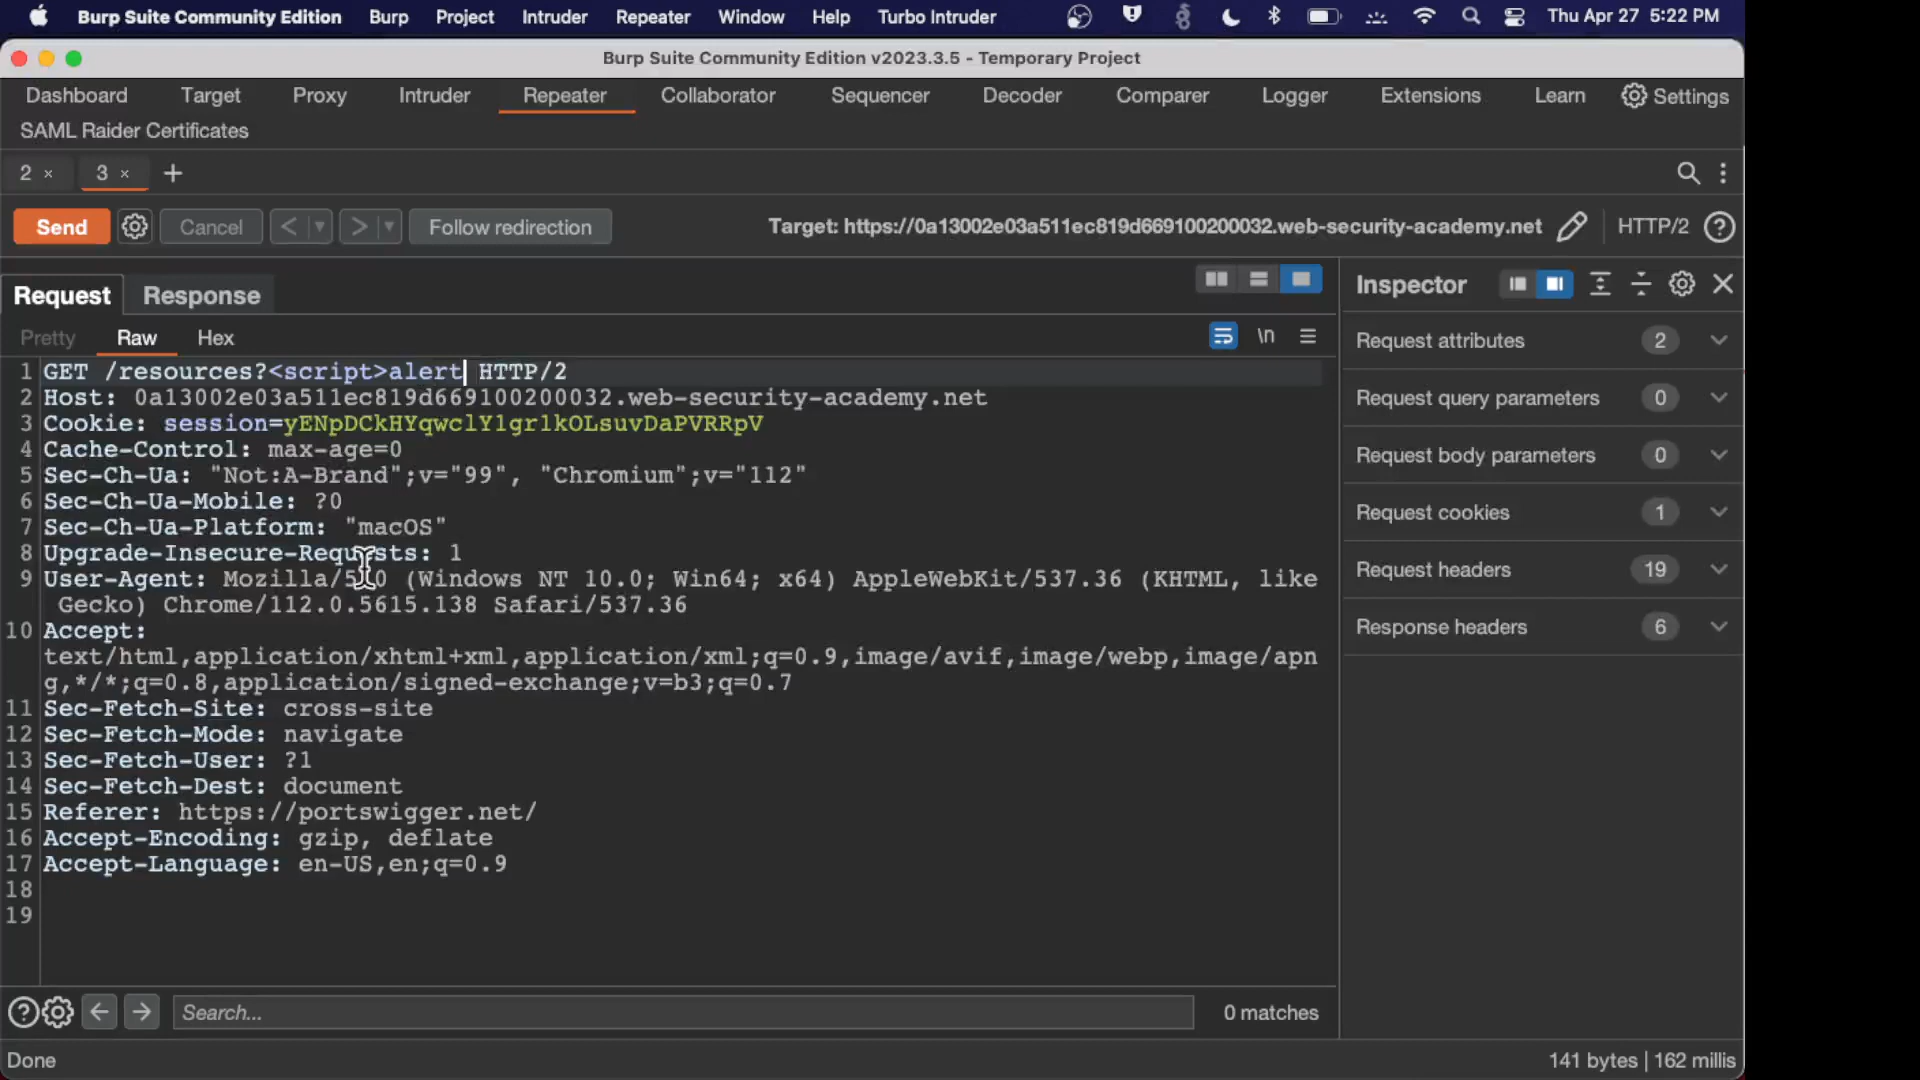 Burp Suite Community Edition Burp Project Intruder Repeater Window Help Turbo Intruder Thu Apr 27 5:22 PM
Burp Suite Community Edition v2023.3.5 - Temporary Project
Dashboard Target Proxy Intruder Repeater Collaborator Sequencer Decoder Comparer Logger Extensions Learn Settings
SAML Raider Certificates
2 × 3 × +
Send Cancel < > Follow redirection Target: https://0a13002e03a511ec819d669100200032.web-security-academy.net HTTP/2 ?
Request Response Inspector
Pretty Raw Hex \n
1 GET /resources?<script>alert HTTP/2
2 Host: 0a13002e03a511ec819d669100200032.web-security-academy.net
3 Cookie: session=yENpDCkHYqwclYlgrlkOLsuvDaPVRRpV
4 Cache-Control: max-age=0
5 Sec-Ch-Ua: "Not:A-Brand";v="99", "Chromium";v="112"
6 Sec-Ch-Ua-Mobile: ?0
7 Sec-Ch-Ua-Platform: "macOS"
8 Upgrade-Insecure-Requests: 1
9 User-Agent: Mozilla/5.0 (Windows NT 10.0; Win64; x64) AppleWebKit/537.36 (KHTML, like
Gecko) Chrome/112.0.5615.138 Safari/537.36
10 Accept:
text/html,application/xhtml+xml,application/xml;q=0.9,image/avif,image/webp,image/apn
g,*/*;q=0.8,application/signed-exchange;v=b3;q=0.7
11 Sec-Fetch-Site: cross-site
12 Sec-Fetch-Mode: navigate
13 Sec-Fetch-User: ?1
14 Sec-Fetch-Dest: document
15 Referer: https://portswigger.net/
16 Accept-Encoding: gzip, deflate
17 Accept-Language: en-US,en;q=0.9
18
19
Request attributes 2
Request query parameters 0
Request body parameters 0
Request cookies 1
Request headers 19
Response headers 6
? Search... 0 matches
Done 141 bytes | 162 millis